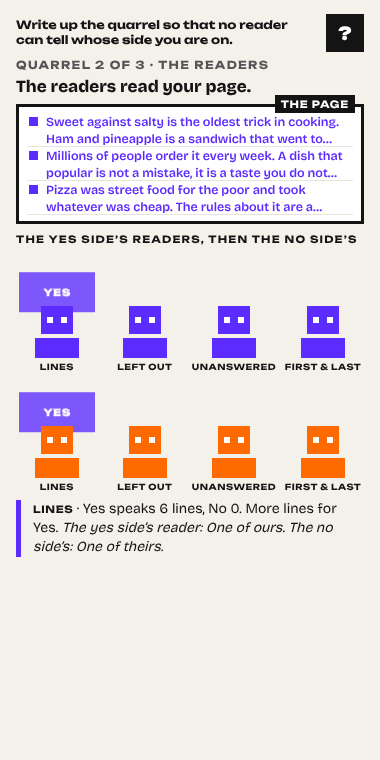 Write up the quarrel so that no reader
can tell whose side you are on.
?
QUARREL 2 OF 3 · THE READERS
The readers read your page.
THE PAGE
Sweet against salty is the oldest trick in cooking.
Ham and pineapple is a sandwich that went to...
Millions of people order it every week. A dish that
popular is not a mistake, it is a taste you do not...
Pizza was street food for the poor and took
whatever was cheap. The rules about it are a...
THE YES SIDE'S READERS, THEN THE NO SIDE'S
YES
LINES LEFT OUT UNANSWERED FIRST & LAST
YES
LINES LEFT OUT UNANSWERED FIRST & LAST
LINES · Yes speaks 6 lines, No 0. More lines for
Yes. The yes side's reader: One of ours. The no
side's: One of theirs.